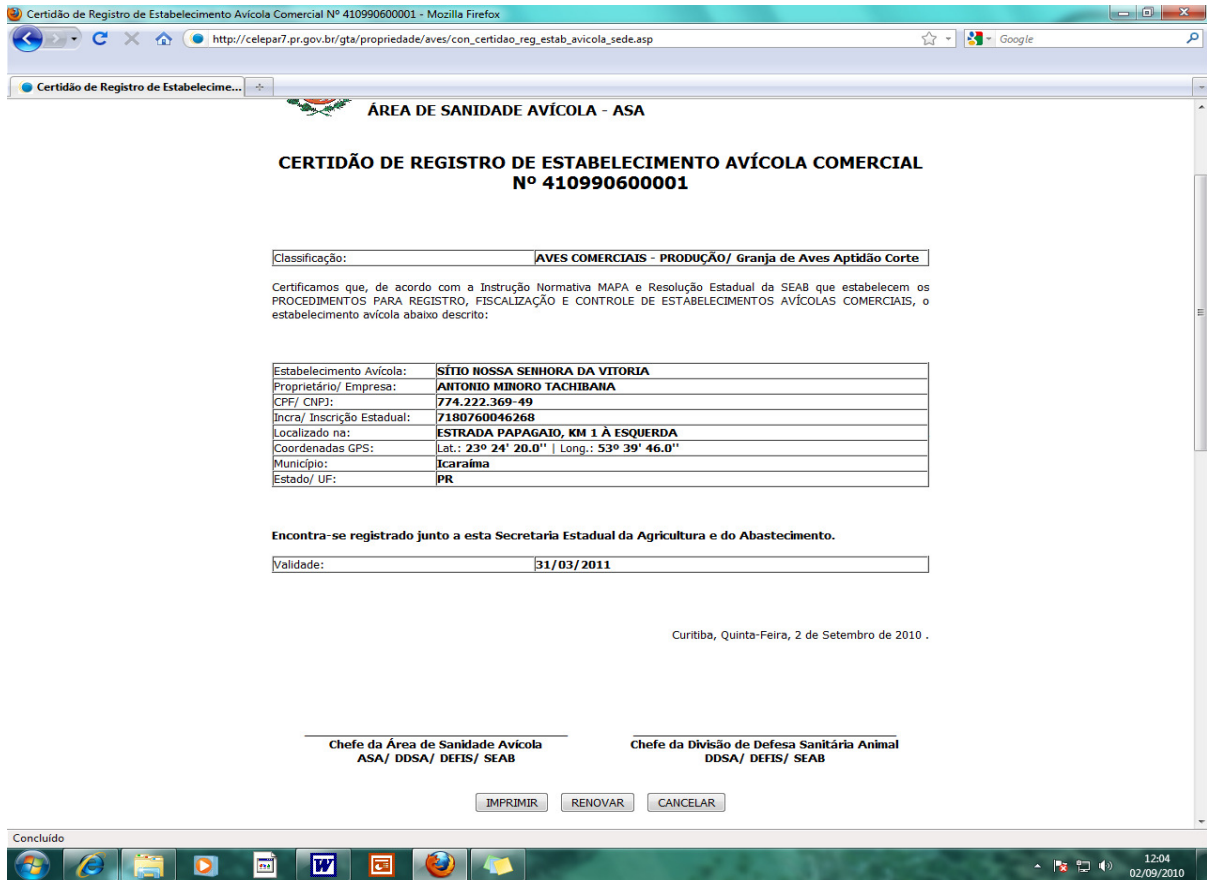 Certidão de Registro de Estabelecimento Avícola Comercial Nº 410990600001 - Mozilla Firefox
http://celepar7.pr.gov.br/gta/propriedade/aves/con_certidao_reg_estab_avicola_sede.asp
Google
Certidão de Registro de Estabelecime...
ÁREA DE SANIDADE AVÍCOLA - ASA
CERTIDÃO DE REGISTRO DE ESTABELECIMENTO AVÍCOLA COMERCIAL
Nº 410990600001
Classificação: AVES COMERCIAIS - PRODUÇÃO/ Granja de Aves Aptidão Corte
Certificamos que, de acordo com a Instrução Normativa MAPA e Resolução Estadual da SEAB que estabelecem os
PROCEDIMENTOS PARA REGISTRO, FISCALIZAÇÃO E CONTROLE DE ESTABELECIMENTOS AVÍCOLAS COMERCIAIS, o
estabelecimento avícola abaixo descrito:
Estabelecimento Avícola: SÍTIO NOSSA SENHORA DA VITORIA
Proprietário/ Empresa: ANTONIO MINORO TACHIBANA
CPF/ CNPJ: 774.222.369-49
Incra/ Inscrição Estadual: 7180760046268
Localizado na: ESTRADA PAPAGAIO, KM 1 À ESQUERDA
Coordenadas GPS: Lat.: 23º 24' 20.0'' | Long.: 53º 39' 46.0''
Município: Icaraíma
Estado/ UF: PR
Encontra-se registrado junto a esta Secretaria Estadual da Agricultura e do Abastecimento.
Validade: 31/03/2011
Curitiba, Quinta-Feira, 2 de Setembro de 2010 .
Chefe da Área de Sanidade Avícola Chefe da Divisão de Defesa Sanitária Animal
ASA/ DDSA/ DEFIS/ SEAB DDSA/ DEFIS/ SEAB
IMPRIMIR RENOVAR CANCELAR
Concluído
12:04
02/09/2010